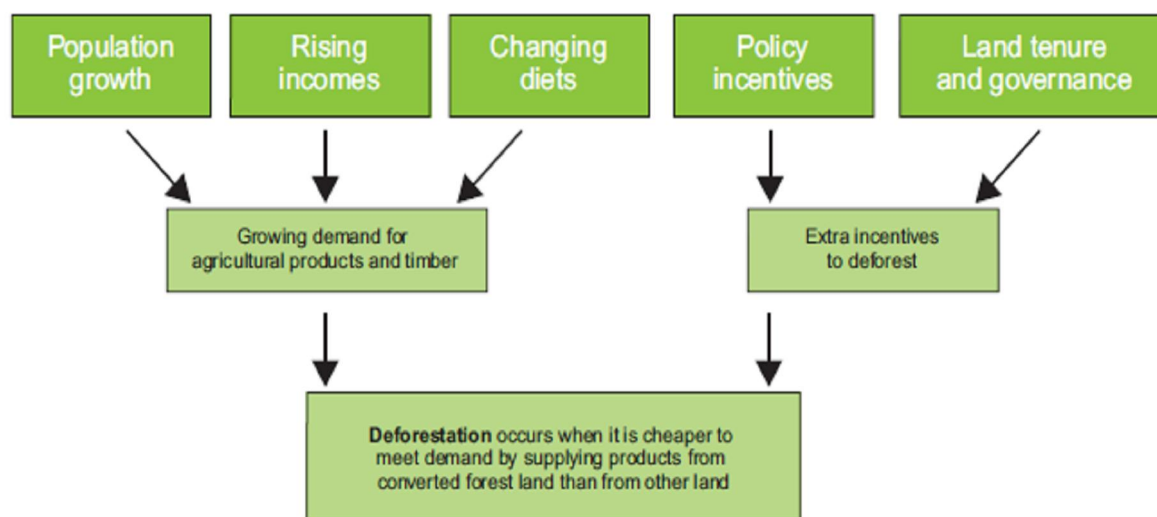 Population
growth
Rising
incomes
Changing
diets
Policy
incentives
Land tenure
and governance
Growing demand for
agricultural products and timber
Extra incentives
to deforest
Deforestation occurs when it is cheaper to
meet demand by supplying products from
converted forest land than from other land